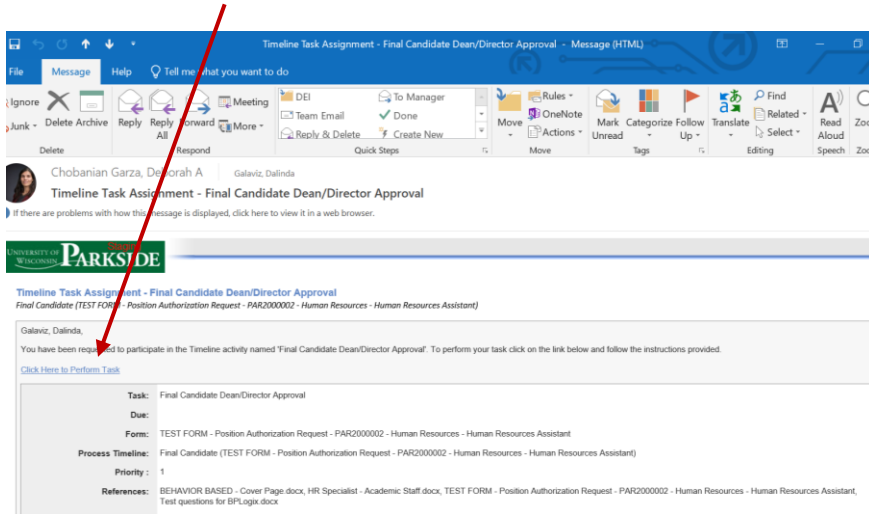 Timeline Task Assignment - Final Candidate Dean/Director Approval - Message (HTML)
File Message Help Tell me what you want to do
Ignore
Junk
Delete Archive
Reply Reply All Forward
Meeting
More
DEI To Manager
Team Email Done
Reply & Delete Create New
Move
Rules
OneNote
Actions
Mark Unread
Categorize
Follow Up
Translate
Find
Related
Select
Read Aloud
Delete Respond Quick Steps Move Tags Editing Speech
Chobanian Garza, Deborah A Galaviz, Dalinda
Timeline Task Assignment - Final Candidate Dean/Director Approval
If there are problems with how this message is displayed, click here to view it in a web browser.
UNIVERSITY OF WISCONSIN PARKSIDE
Timeline Task Assignment - Final Candidate Dean/Director Approval
Final Candidate (TEST FORM - Position Authorization Request - PAR2000002 - Human Resources - Human Resources Assistant)
Galaviz, Dalinda,
You have been requested to participate in the Timeline activity named 'Final Candidate Dean/Director Approval'. To perform your task click on the link below and follow the instructions provided.
Click Here to Perform Task
Task: Final Candidate Dean/Director Approval
Due:
Form: TEST FORM - Position Authorization Request - PAR2000002 - Human Resources - Human Resources Assistant
Process Timeline: Final Candidate (TEST FORM - Position Authorization Request - PAR2000002 - Human Resources - Human Resources Assistant)
Priority : 1
References: BEHAVIOR BASED - Cover Page.docx, HR Specialist - Academic Staff.docx, TEST FORM - Position Authorization Request - PAR2000002 - Human Resources - Human Resources Assistant,
Test questions for BPLogix.docx